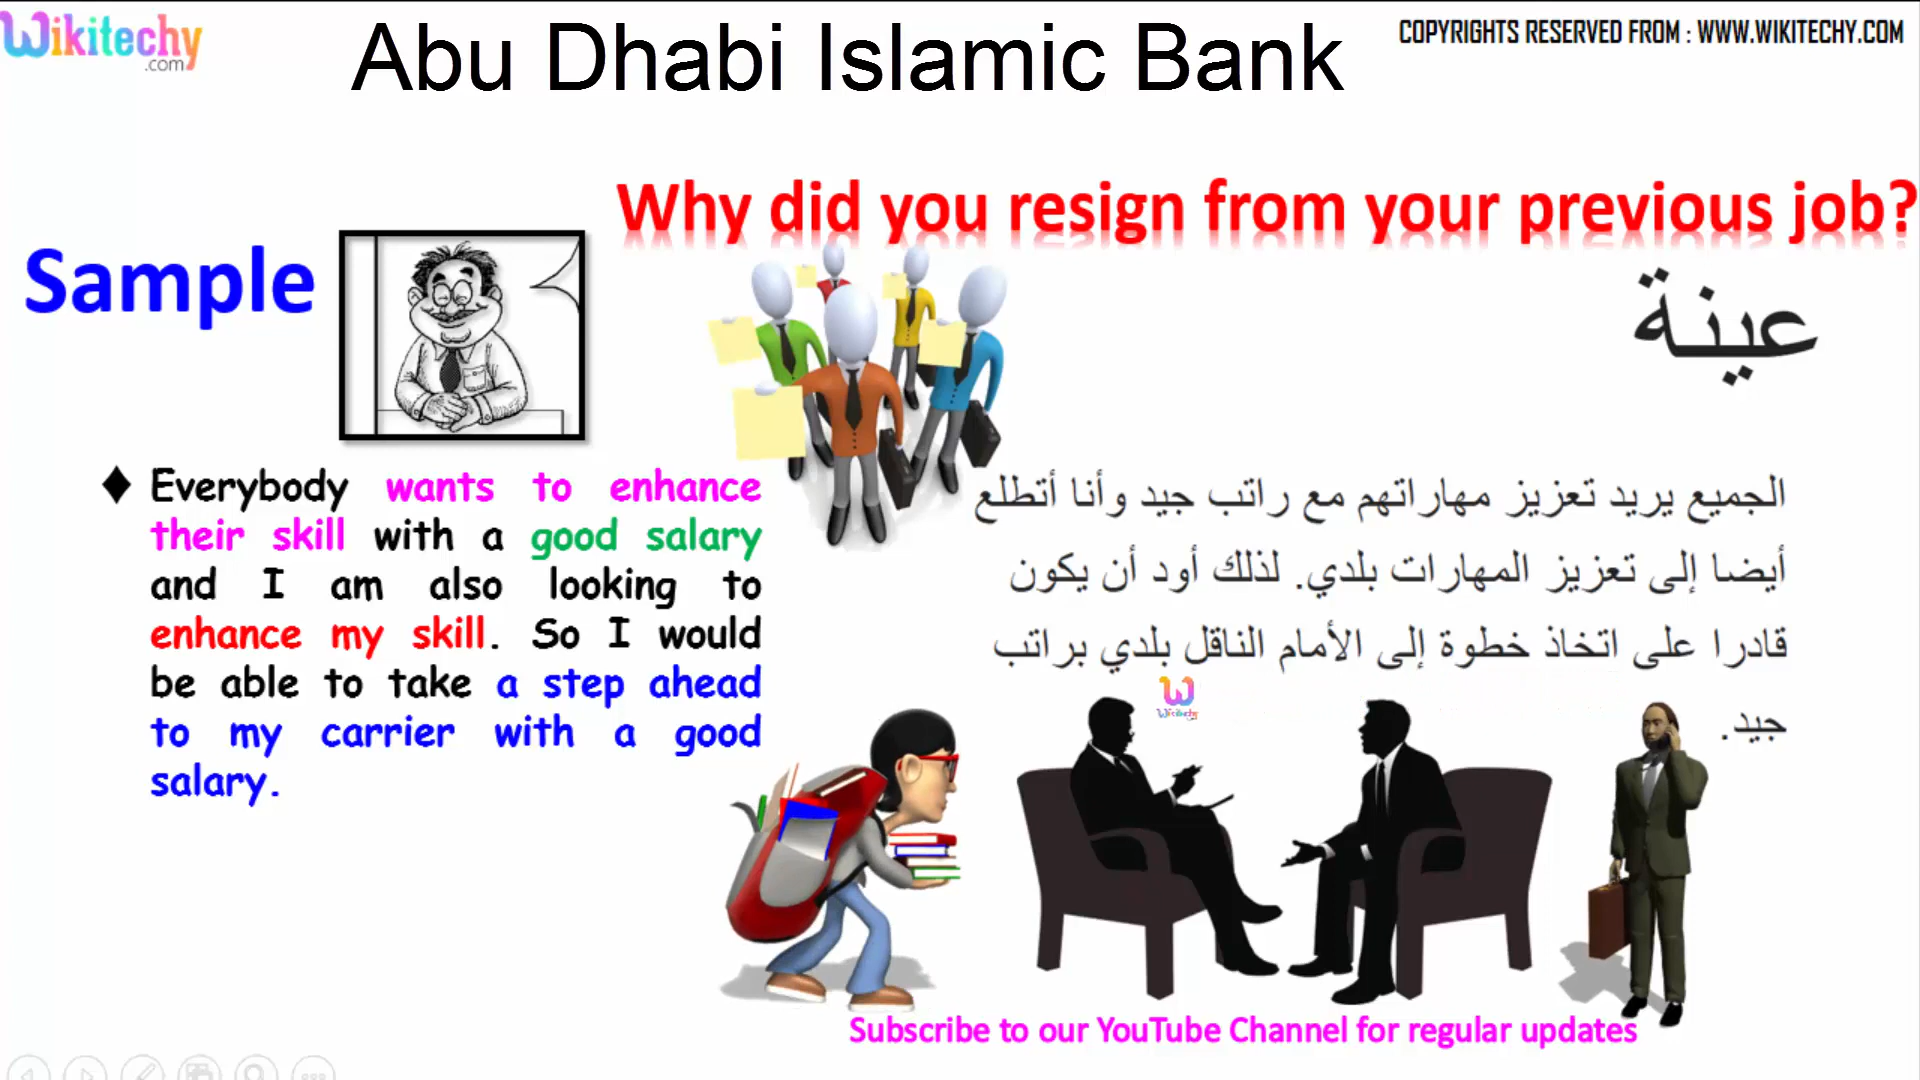 Wikitechy
.com
Abu Dhabi Islamic Bank
COPYRIGHTS RESERVED FROM : WWW.WIKITECHY.COM
Why did you resign from your previous job?
Sample
عينة
♦ Everybody wants to enhance
their skill with a good salary
and I am also looking to
enhance my skill. So I would
be able to take a step ahead
to my carrier with a good
salary.
الجميع يريد تعزيز مهاراتهم مع راتب جيد وأنا أتطلع
أيضا إلى تعزيز المهارات بلدي. لذلك أود أن يكون
قادرا على اتخاذ خطوة إلى الأمام الناقل بلدي براتب
جيد.
W
Wikitechy
Subscribe to our YouTube Channel for regular updates